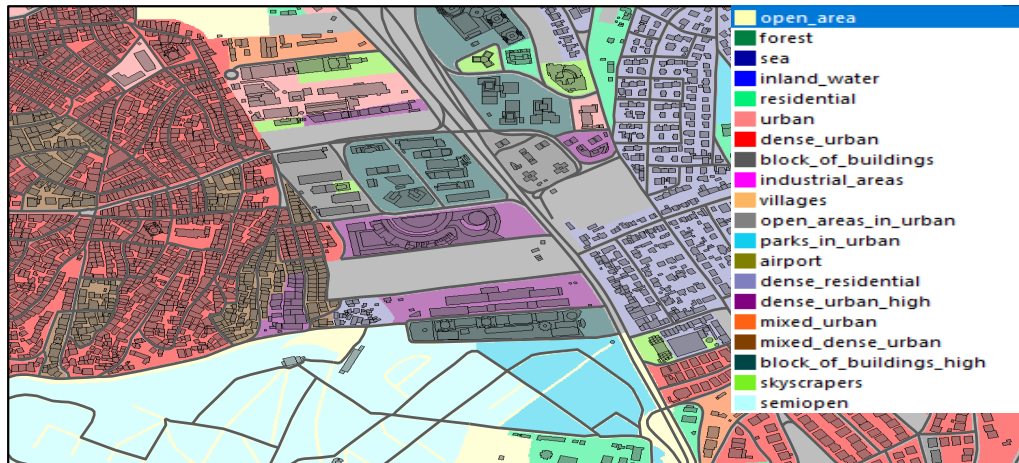 open_area
forest
sea
inland_water
residential
urban
dense_urban
block_of_buildings
industrial_areas
villages
open_areas_in_urban
parks_in_urban
airport
dense_residential
dense_urban_high
mixed_urban
mixed_dense_urban
block_of_buildings_high
skyscrapers
semiopen